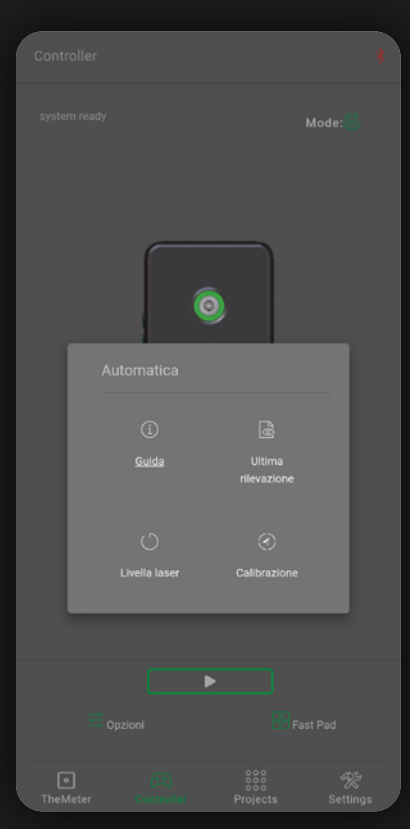 Controller
system ready
Mode:
Automatica
Guida
Ultima
rilevazione
Livella laser
Calibrazione
Opzioni
Fast Pad
TheMeter
Controller
Projects
Settings